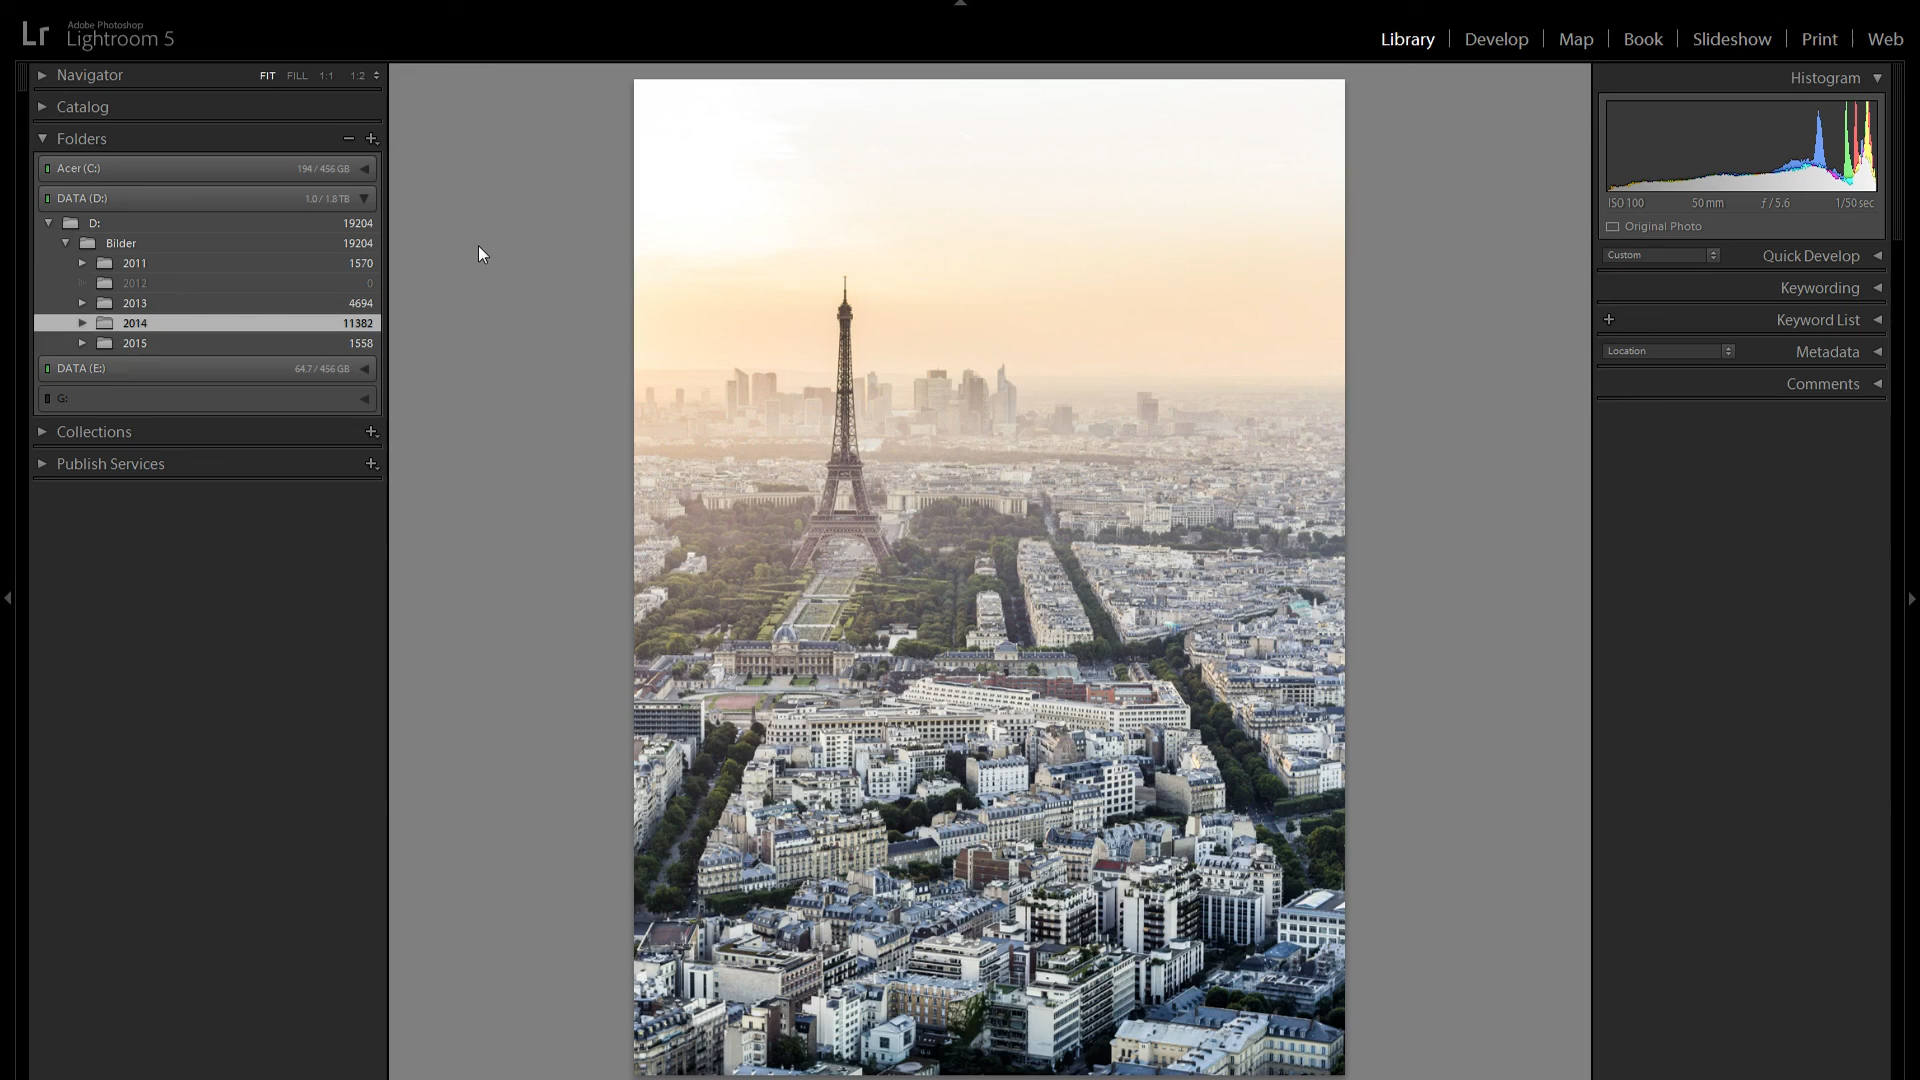 Lr Adobe Photoshop
Lightroom 5
Library | Develop | Map | Book | Slideshow | Print | Web
Navigator FIT FILL 1:1 1:2
Catalog
Folders
Acer (C:) 194 / 456 GB
DATA (D:) 1.0 / 1.8 TB
D: 19204
Bilder 19204
2011 1570
2012 0
2013 4694
2014 11382
2015 1558
DATA (E:) 64.7 / 456 GB
G:
Collections
Publish Services
Histogram
ISO 100 50 mm ƒ / 5.6 1/50 sec
Original Photo
Custom Quick Develop
Keywording
Keyword List
Location Metadata
Comments